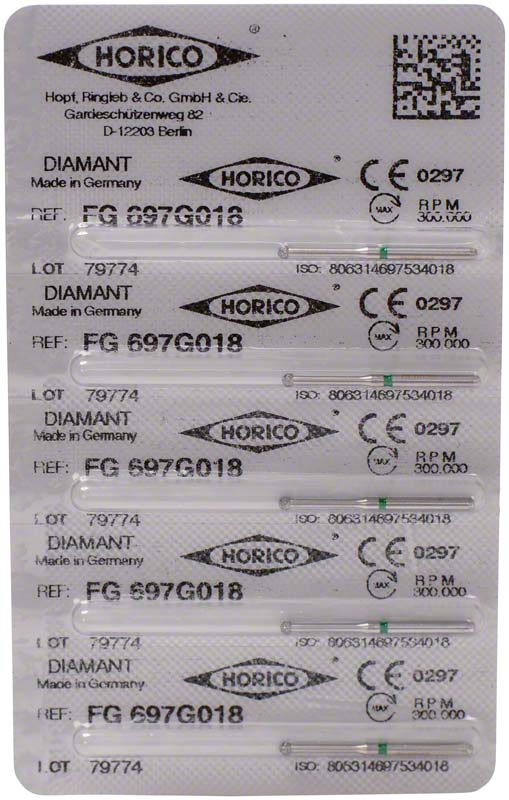 HORICO ®
Hopf, Ringleb & Co. GmbH & Cie.
Gardeschützenweg 82
D-12203 Berlin
DIAMANT HORICO ® CE 0297
Made in Germany
MAX RPM 300.000
REF: FG 697G018
LOT 79774 ISO: 806314697534018
DIAMANT HORICO ® CE 0297
Made in Germany
MAX RPM 300.000
REF: FG 697G018
LOT 79774 ISO: 806314697534018
DIAMANT HORICO ® CE 0297
Made in Germany
MAX RPM 300.000
REF: FG 697G018
LOT 79774 ISO: 806314697534018
DIAMANT HORICO ® CE 0297
Made in Germany
MAX RPM 300.000
REF: FG 697G018
LOT 79774 ISO: 806314697534018
DIAMANT HORICO ® CE 0297
Made in Germany
MAX RPM 300.000
REF: FG 697G018
LOT 79774 ISO: 806314697534018